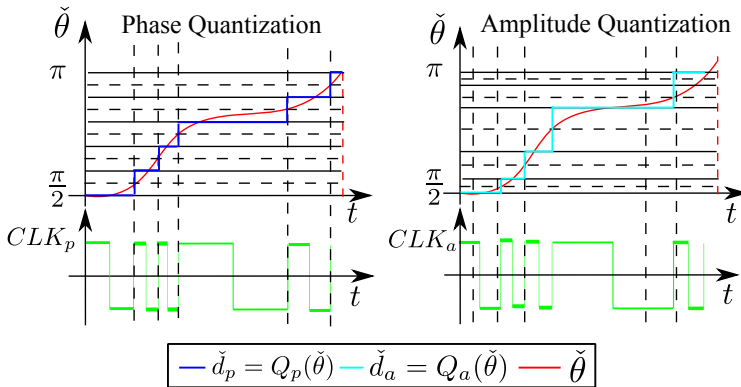 Phase Quantization
Amplitude Quantization
θ̌
π
π/2
t
CLK_p
t
θ̌
π
π/2
t
CLK_a
t
ď_p = Q_p(θ̌) ď_a = Q_a(θ̌) θ̌